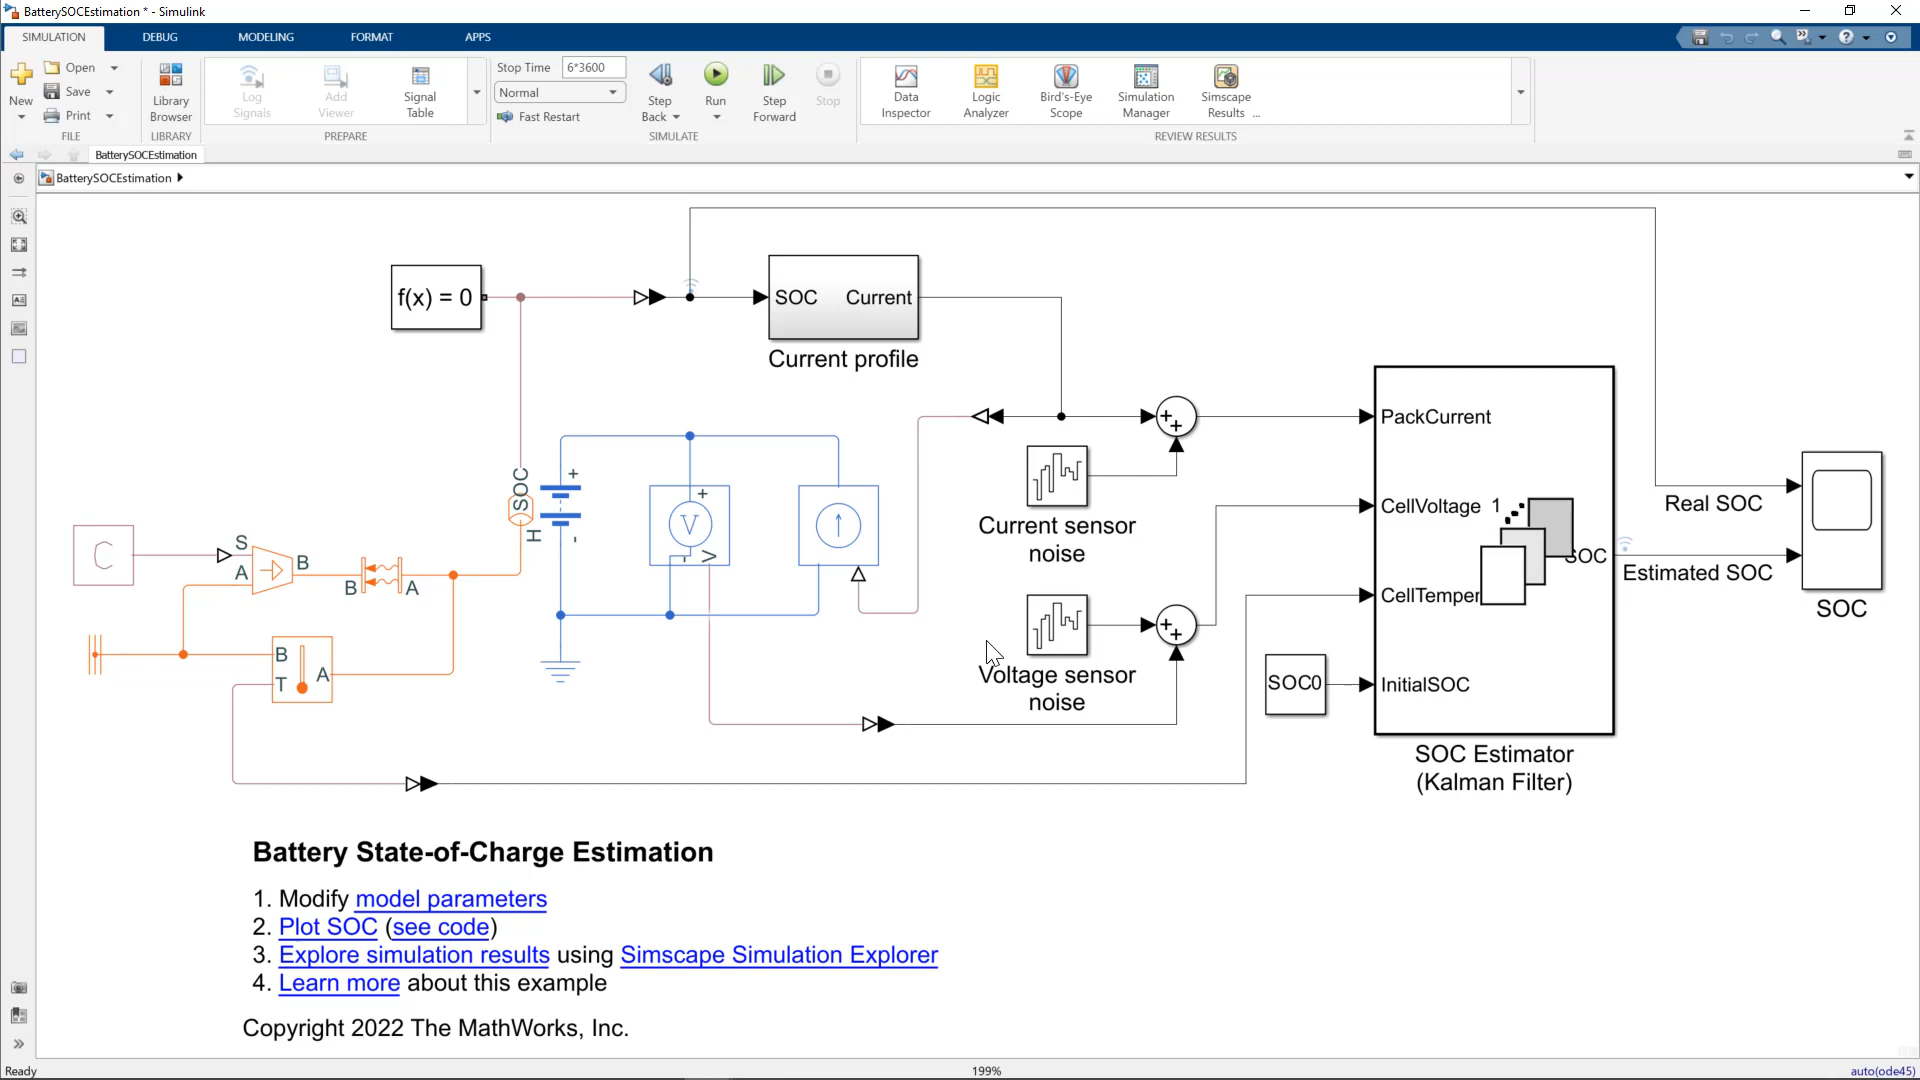 BatterySOCEstimation * - Simulink
SIMULATION DEBUG MODELING FORMAT APPS
New
Open
Save
Print
FILE
Library Browser
LIBRARY
Log Signals
Add Viewer
Signal Table
PREPARE
Stop Time 6*3600
Normal
Fast Restart
Step Back
Run
Step Forward
Stop
SIMULATE
Data Inspector
Logic Analyzer
Bird's-Eye Scope
Simulation Manager
Simscape Results ...
REVIEW RESULTS
BatterySOCEstimation
BatterySOCEstimation
f(x) = 0
SOC Current
Current profile
PackCurrent
Current sensor
noise
CellVoltage 1
SOC
Real SOC
Estimated SOC
SOC
SOC
CellTemper
Voltage sensor
noise
SOC0
InitialSOC
SOC Estimator
(Kalman Filter)
C
S
A
B
B
A
H
+
-
+
V
-
V
B
T
A
Battery State-of-Charge Estimation
1. Modify model parameters
2. Plot SOC (see code)
3. Explore simulation results using Simscape Simulation Explorer
4. Learn more about this example
Copyright 2022 The MathWorks, Inc.
Ready 199% auto(ode45)